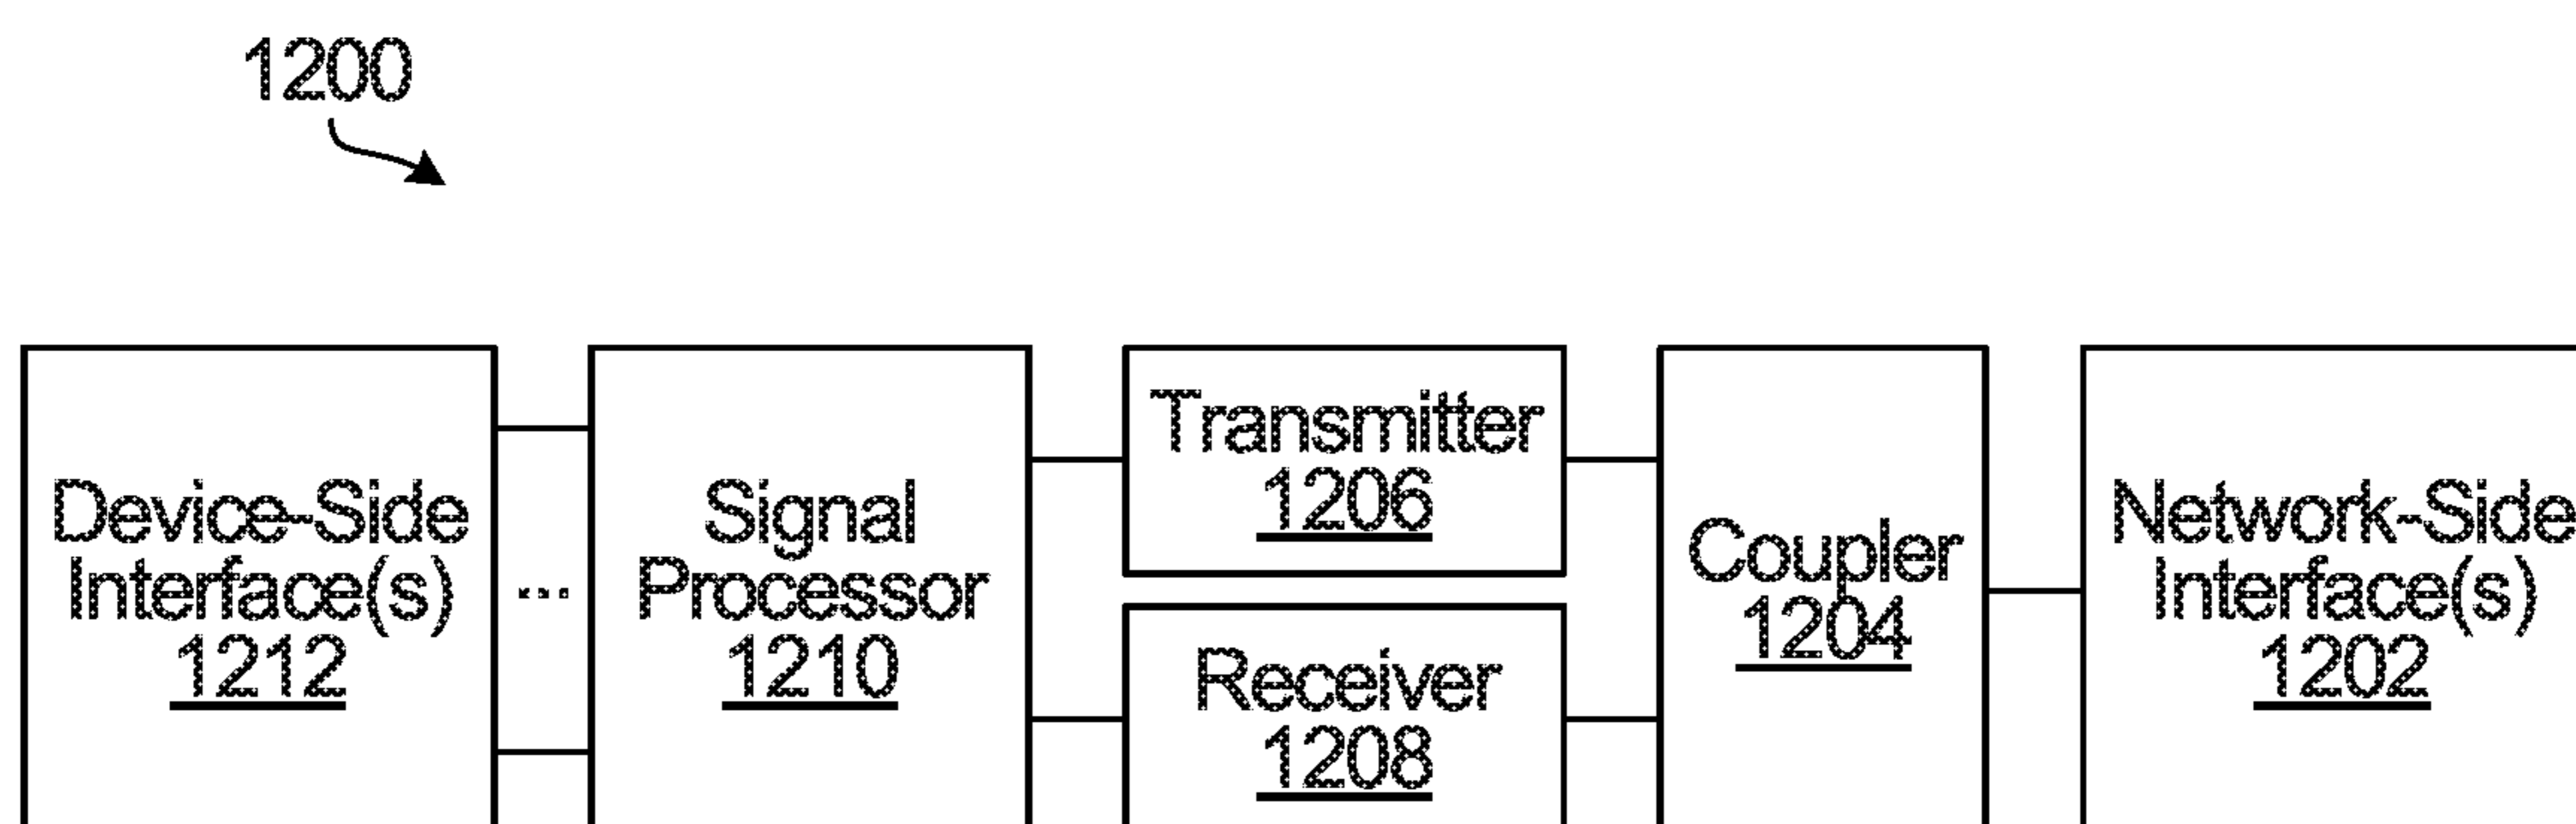 1200
Device-Side
Interface(s)
1212
...
Signal
Processor
1210
Transmitter
1206
Receiver
1208
Coupler
1204
Network-Side
Interface(s)
1202